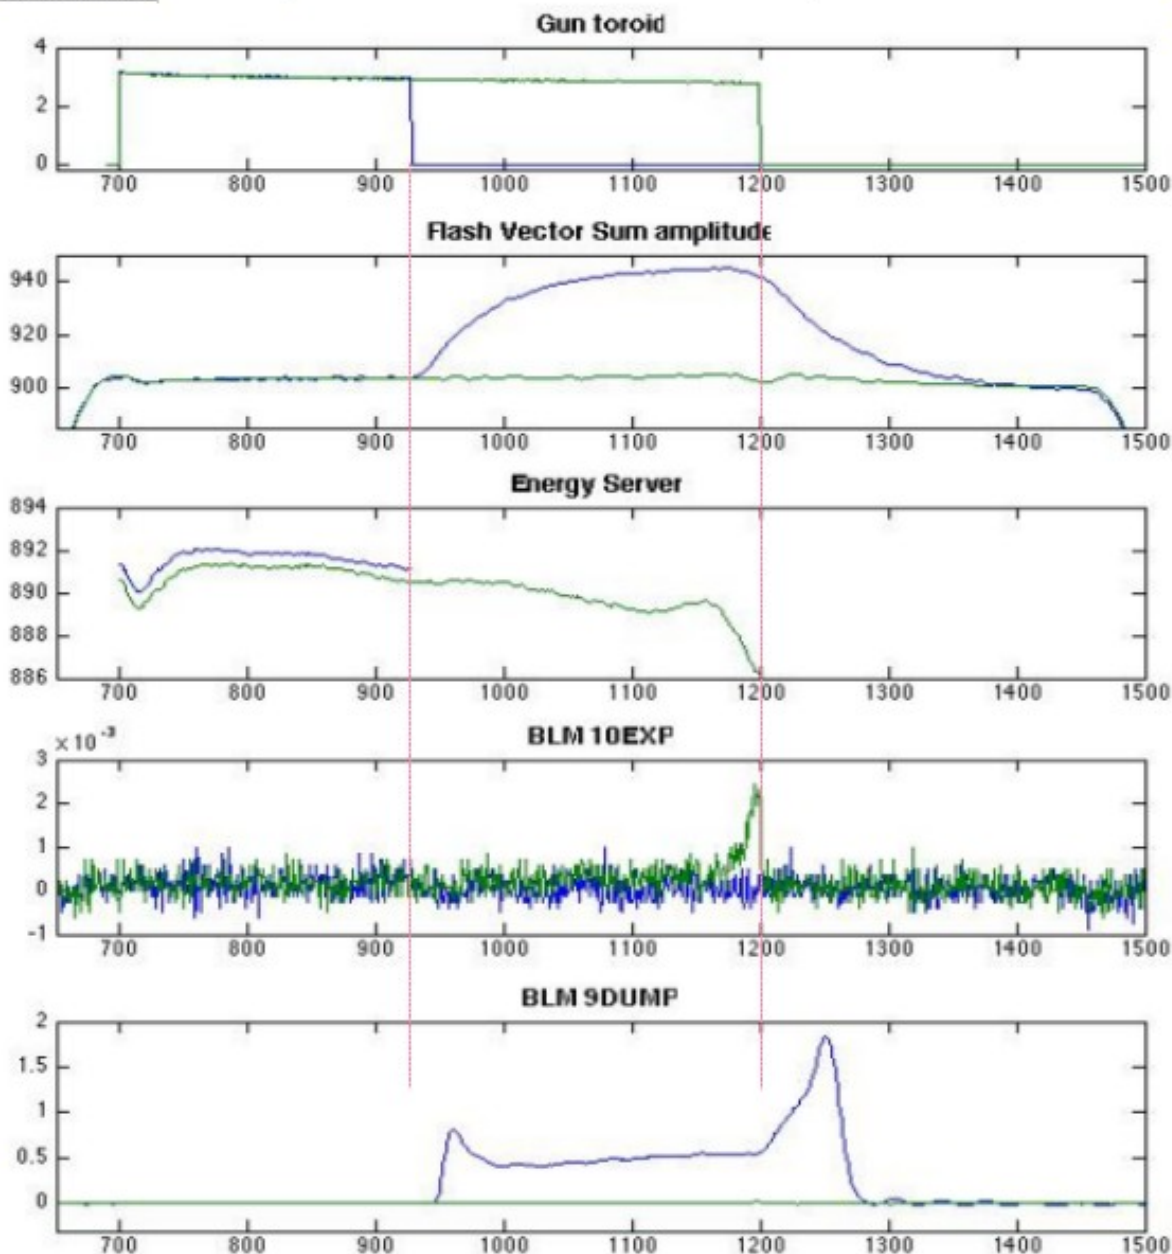 Gun toroid
4
2
0
700 800 900 1000 1100 1200 1300 1400 1500
Flash Vector Sum amplitude
940
920
900
700 800 900 1000 1100 1200 1300 1400 1500
Energy Server
894
892
890
888
886
700 800 900 1000 1100 1200 1300 1400 1500
BLM 10EXP
× 10⁻³
3
2
1
0
-1
700 800 900 1000 1100 1200 1300 1400 1500
BLM 9DUMP
2
1.5
1
0.5
0
700 800 900 1000 1100 1200 1300 1400 1500